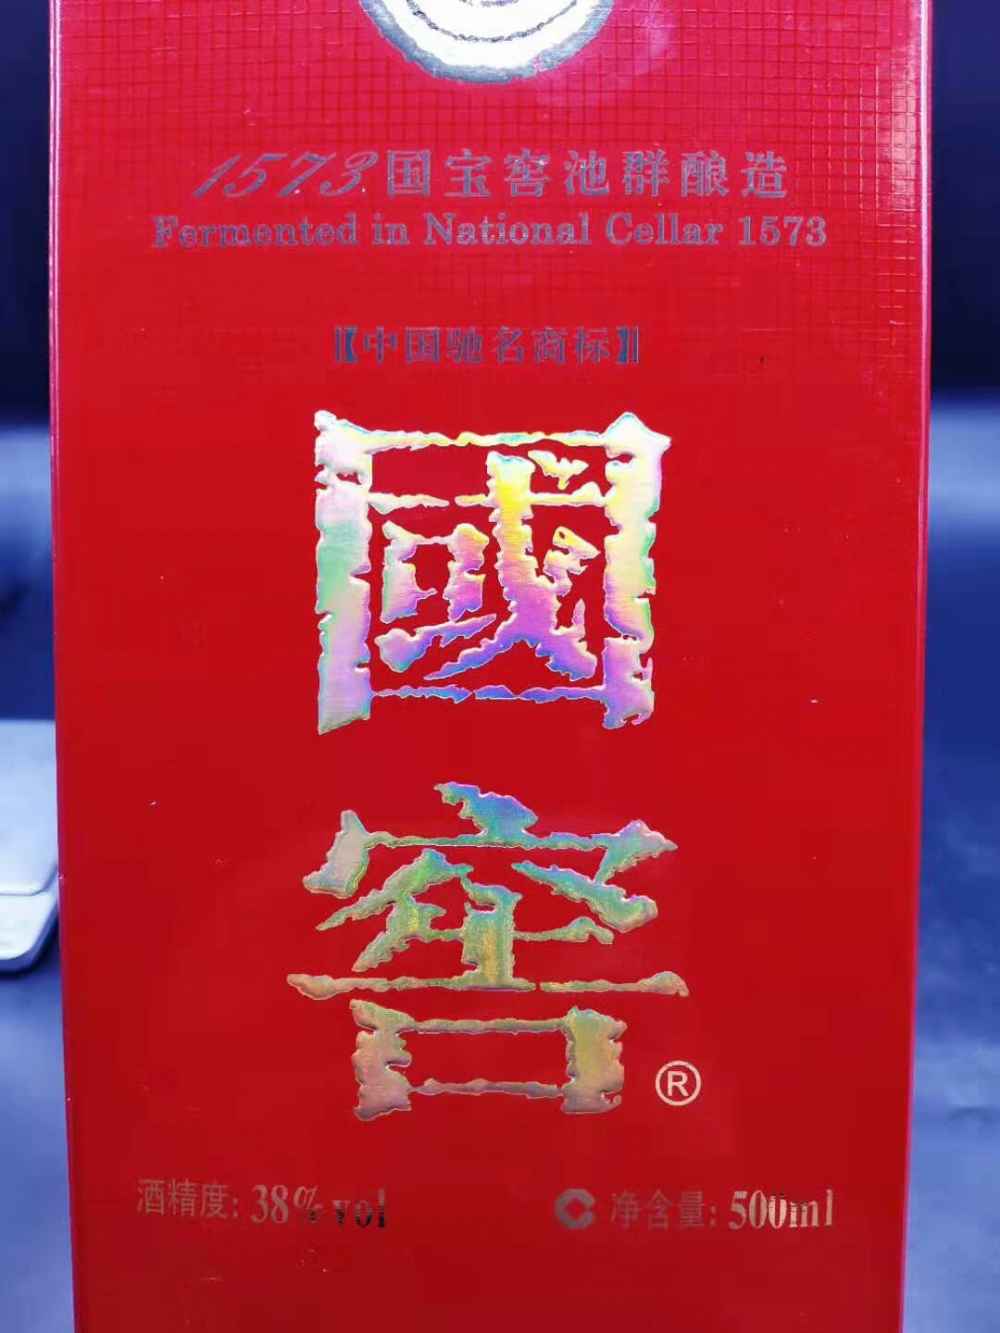 1573国宝窖池群酿造
Fermented in National Cellar 1573
【中国驰名商标】
國
窖
®
酒精度: 38% vol
C 净含量: 500ml